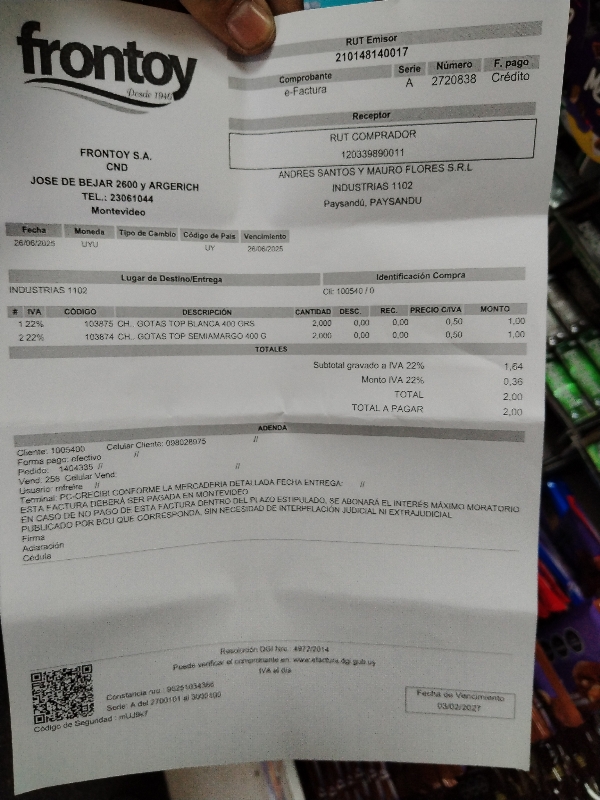 frontoy
Desde 1940
RUT Emisor
210148140017
Comprobante Serie Número F. pago
e-Factura A 2720838 Crédito
Receptor
RUT COMPRADOR
120339890011
ANDRES SANTOS Y MAURO FLORES S.R.L
INDUSTRIAS 1102
Paysandú, PAYSANDU
FRONTOY S.A.
CND
JOSE DE BEJAR 2600 y ARGERICH
TEL.: 23061044
Montevideo
Fecha Moneda Tipo de Cambio Código de País Vencimiento
26/06/2025 UYU UY 26/06/2025
Lugar de Destino/Entrega Identificación Compra
INDUSTRIAS 1102 Cli: 100540 / 0
# IVA CÓDIGO DESCRIPCIÓN CANTIDAD DESC. REC. PRECIO C/IVA MONTO
1 22% 103875 CH.. GOTAS TOP BLANCA 400 GRS 2,000 0,00 0,00 0,50 1,00
2 22% 103874 CH.. GOTAS TOP SEMIAMARGO 400 G 2,000 0,00 0,00 0,50 1,00
TOTALES
Subtotal gravado a IVA 22% 1,64
Monto IVA 22% 0,36
TOTAL 2,00
TOTAL A PAGAR 2,00
ADENDA
Cliente: 1005400 Celular Cliente: 098028975 //
Forma pago: nfectivo //
Pedido: 1404335 // //
Vend: 256 Celular Vend:
Usuario: mfreire //
Terminal: PC-CRECIBI CONFORME LA MERCADERIA DETALLADA FECHA ENTREGA: //
ESTA FACTURA DEBERÁ SER PAGADA EN MONTEVIDEO
EN CASO DE NO PAGO DE ESTA FACTURA DENTRO DEL PLAZO ESTIPULADO, SE ABONARÁ EL INTERÉS MÁXIMO MORATORIO
PUBLICADO POR BCU QUE CORRESPONDA, SIN NECESIDAD DE INTERPELACIÓN JUDICIAL NI EXTRAJUDICIAL
Firma
Aclaración
Cédula
Resolución DGI Nro. 4972/2014
Puede verificar el comprobante en: www.efactura.dgi.gub.uy
IVA al día
Constancia nro.: 90251034366
Serie: A del 2700101 al 3000100
Código de Seguridad : mUJ9k7
Fecha de Vencimiento
03/02/2027